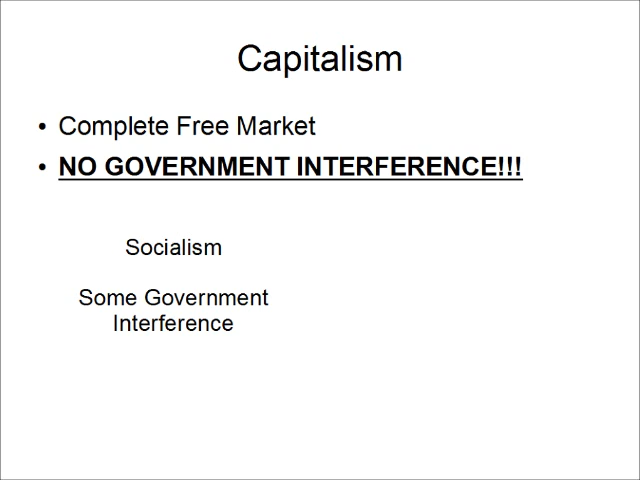 Capitalism
• Complete Free Market
• NO GOVERNMENT INTERFERENCE!!!
Socialism
Some Government
Interference